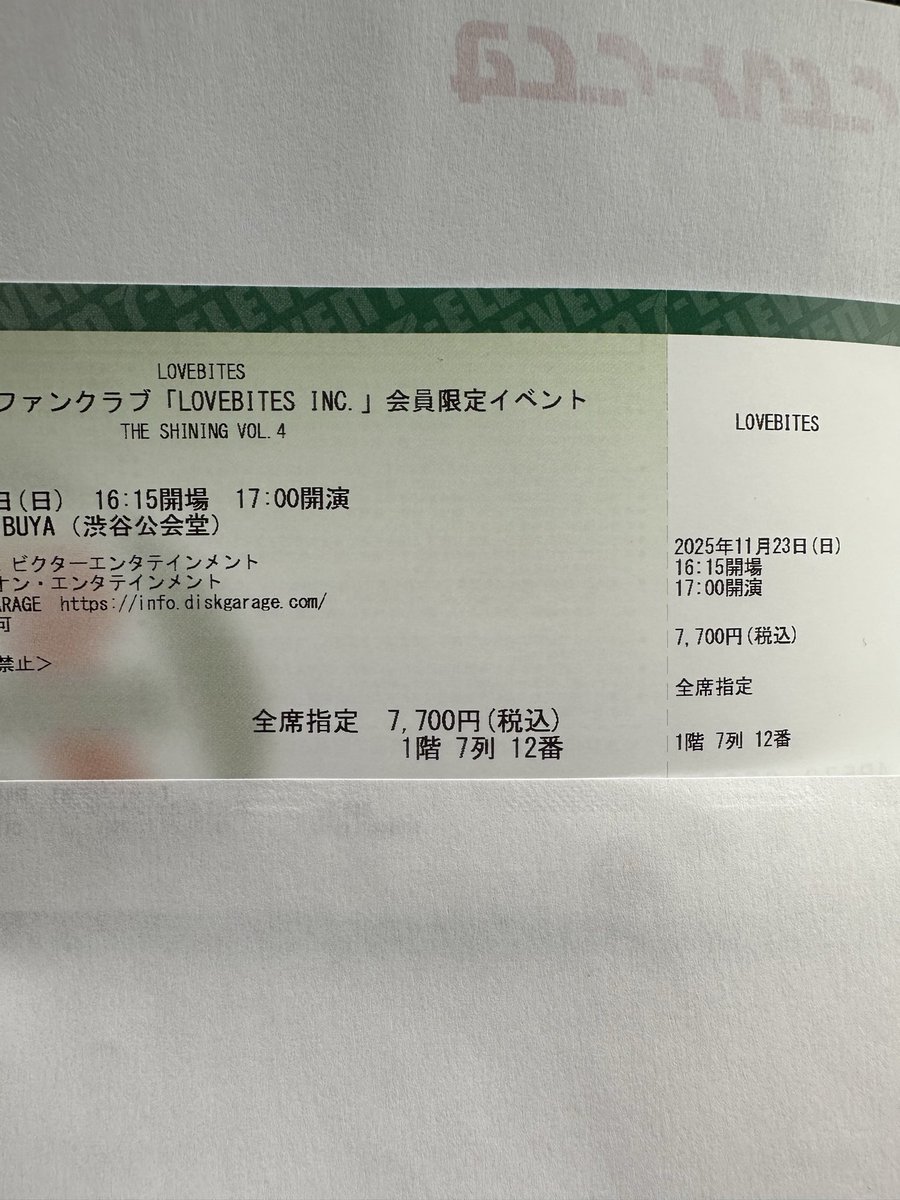 LOVEBITES
ファンクラブ「LOVEBITES INC.」会員限定イベント
THE SHINING VOL.4
日(日) 16:15開場 17:00開演
BUYA (渋谷公会堂)
ビクターエンタテインメント
オン・エンタテインメント
ARAGE https://info.diskgarage.com/
可
禁止>
全席指定 7,700円(税込)
1階 7列 12番
LOVEBITES
2025年11月23日(日)
16:15開場
17:00開演
7,700円(税込)
全席指定
1階 7列 12番